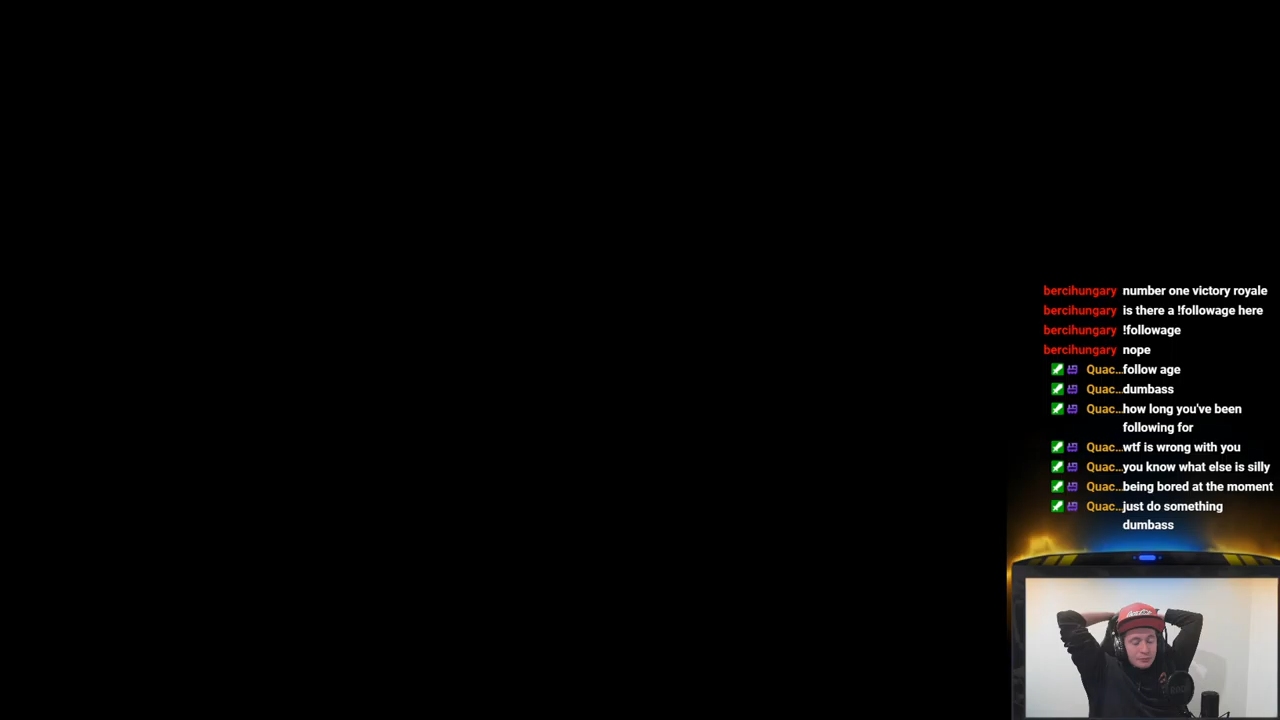 bercihungary number one victory royale
bercihungary is there a !followage here
bercihungary !followage
bercihungary nope
Quac... follow age
Quac... dumbass
Quac... how long you've been
following for
Quac... wtf is wrong with you
Quac... you know what else is silly
Quac... being bored at the moment
Quac... just do something
dumbass